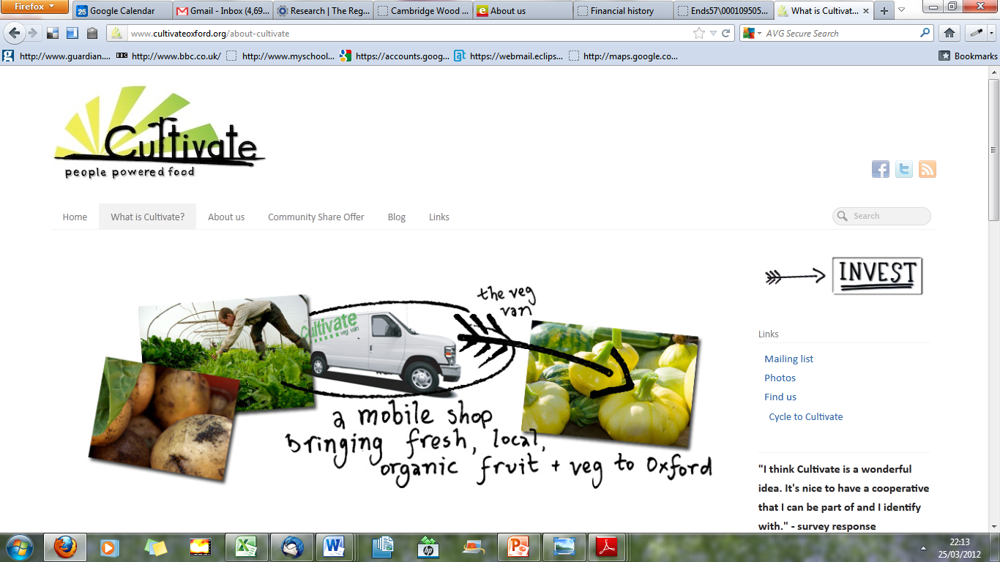 Firefox
Google Calendar
Gmail - Inbox (4,69...
Research | The Reg...
Cambridge Wood ...
About us
Financial history
Ends57\000109505...
What is Cultivat...
www.cultivateoxford.org/about-cultivate
AVG Secure Search
http://www.guardian....
BBC
http://www.bbc.co.uk/
http://www.myschool...
https://accounts.goog...
https://webmail.eclips...
http://maps.google.co...
Bookmarks
Cultivate
people powered food
Home
What is Cultivate?
About us
Community Share Offer
Blog
Links
Search
INVEST
the veg
van
Cultivate
veg van
a mobile shop
bringing fresh, local,
organic fruit + veg to Oxford
Links
Mailing list
Photos
Find us
Cycle to Cultivate
"I think Cultivate is a wonderful
idea. It's nice to have a cooperative
that I can be part of and I identify
with." - survey response
22:13
25/03/2012